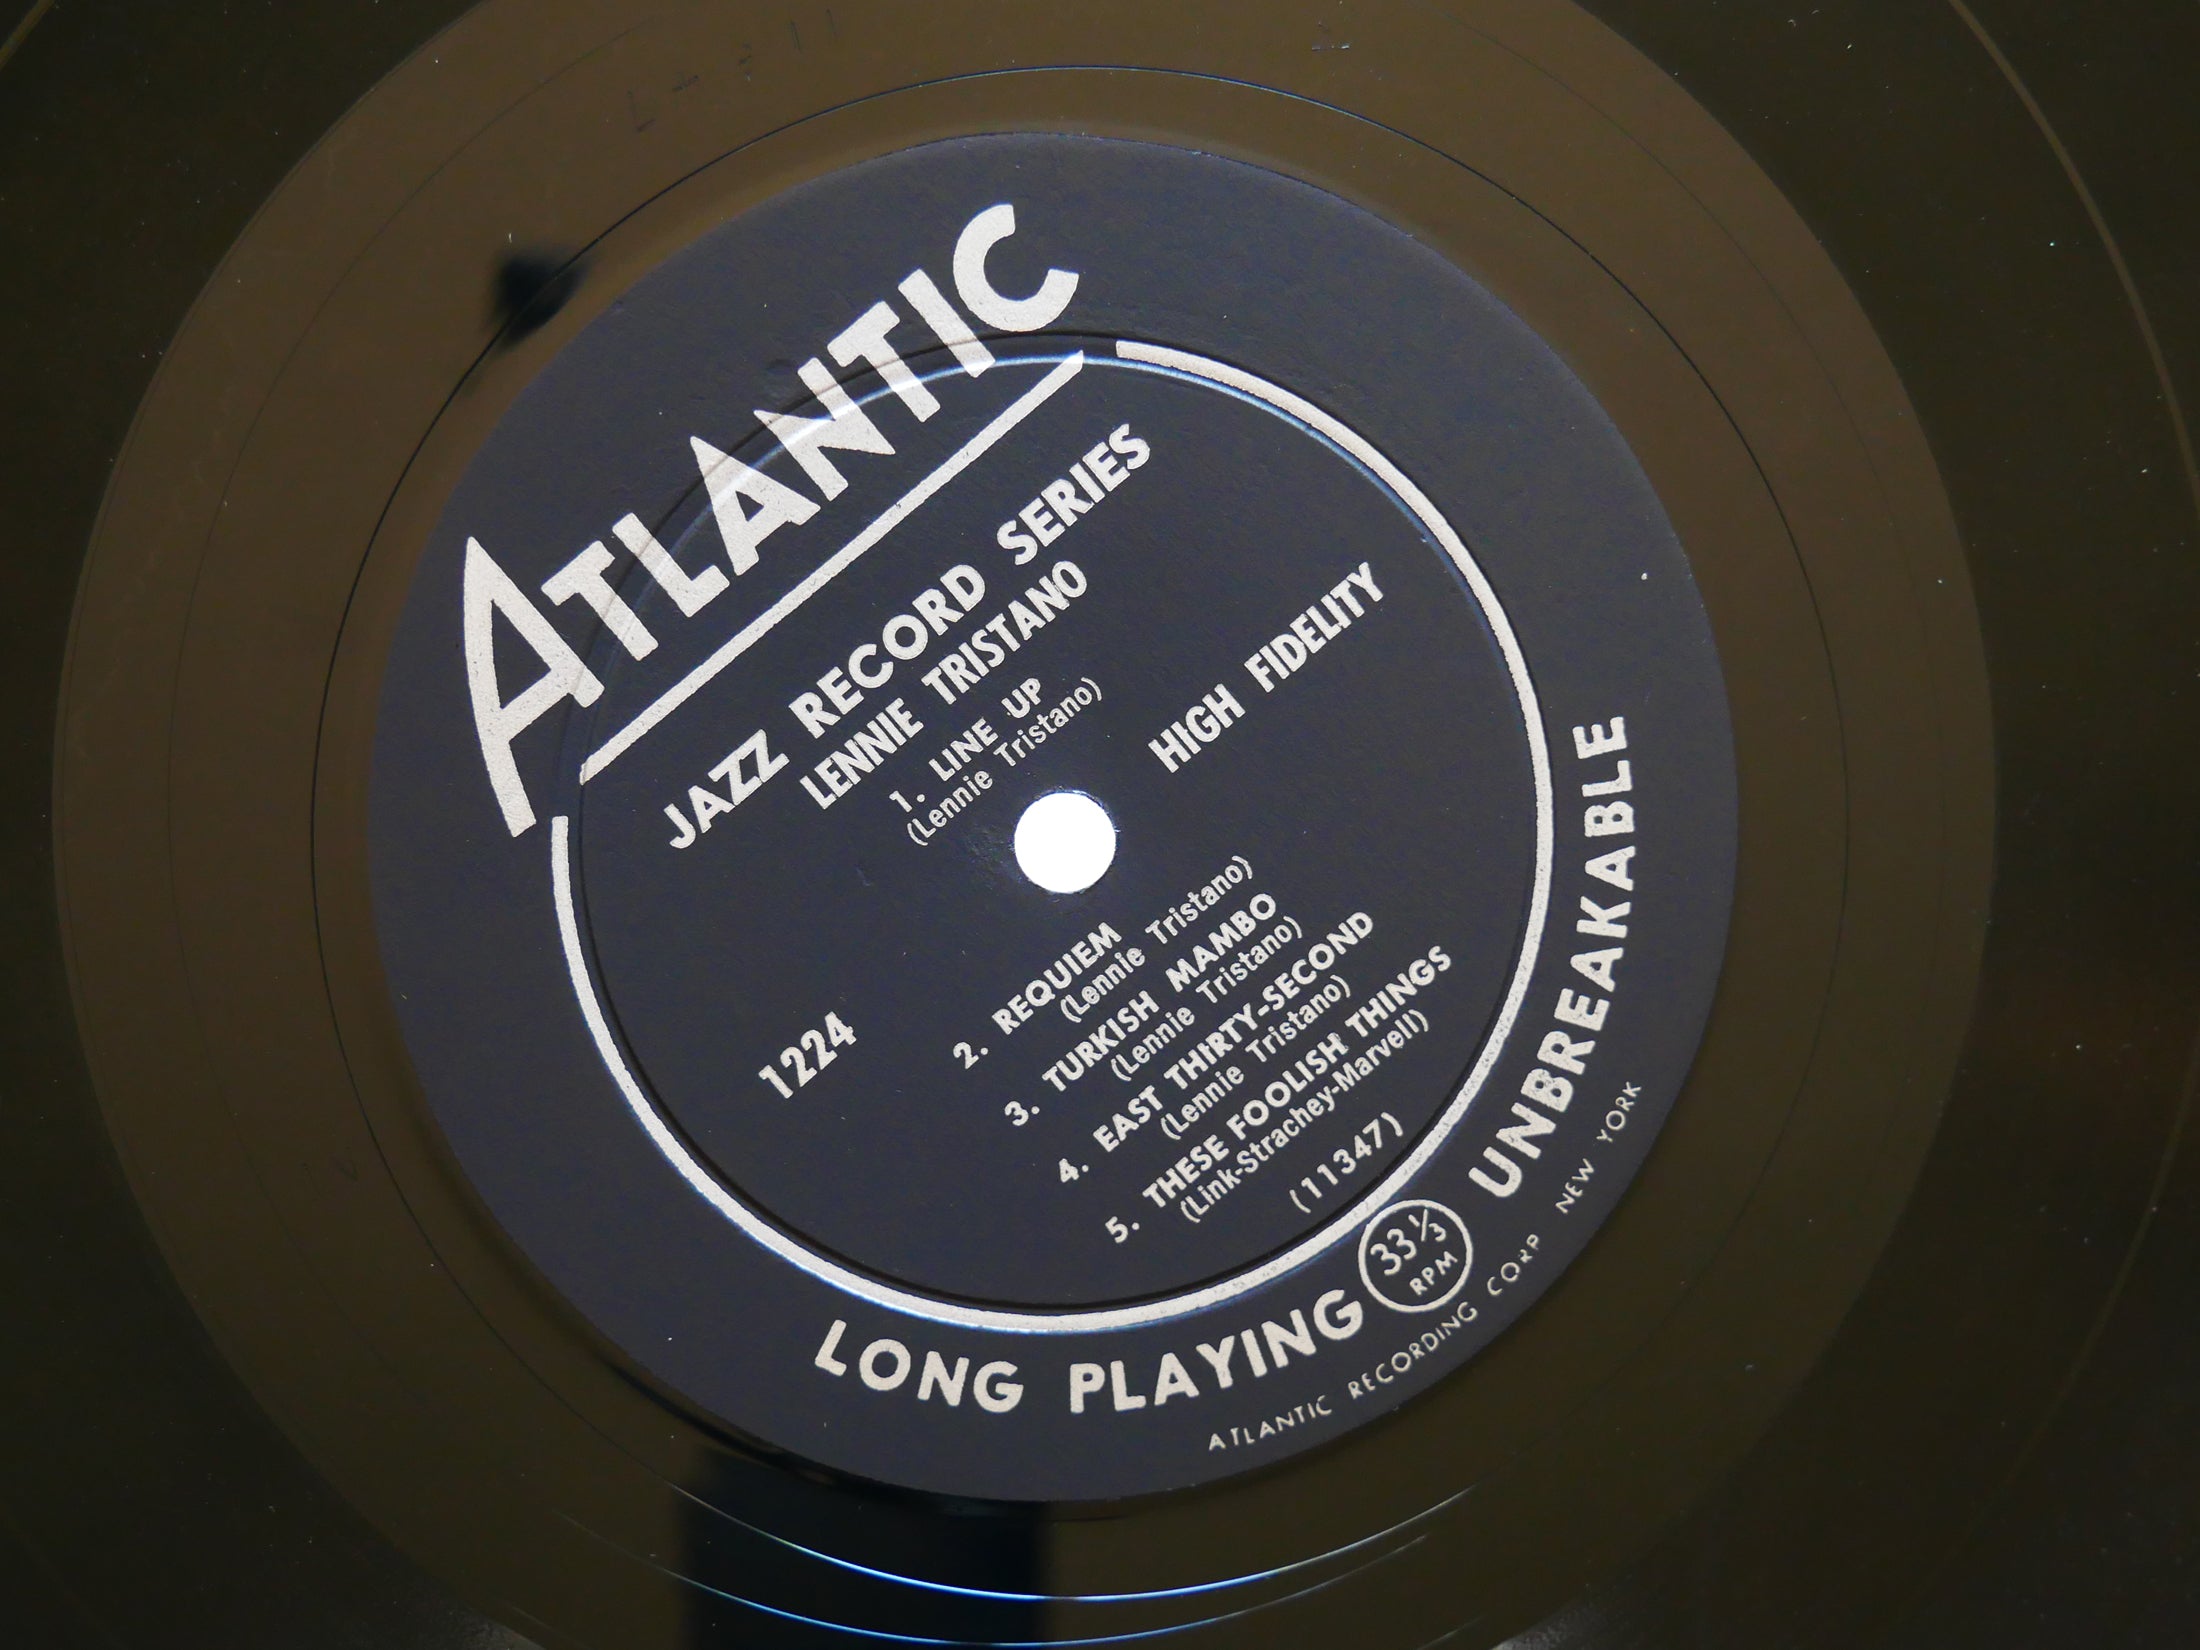 ATLANTIC
JAZZ RECORD SERIES
LENNIE TRISTANO
1. LINE UP
(Lennie Tristano)
HIGH FIDELITY
1224
2. REQUIEM
(Lennie Tristano)
3. TURKISH MAMBO
(Lennie Tristano)
4. EAST THIRTY-SECOND
(Lennie Tristano)
5. THESE FOOLISH THINGS
(Link-Strachey-Marvell)
(11347)
LONG PLAYING 33 1/3 RPM UNBREAKABLE
ATLANTIC RECORDING CORP NEW YORK